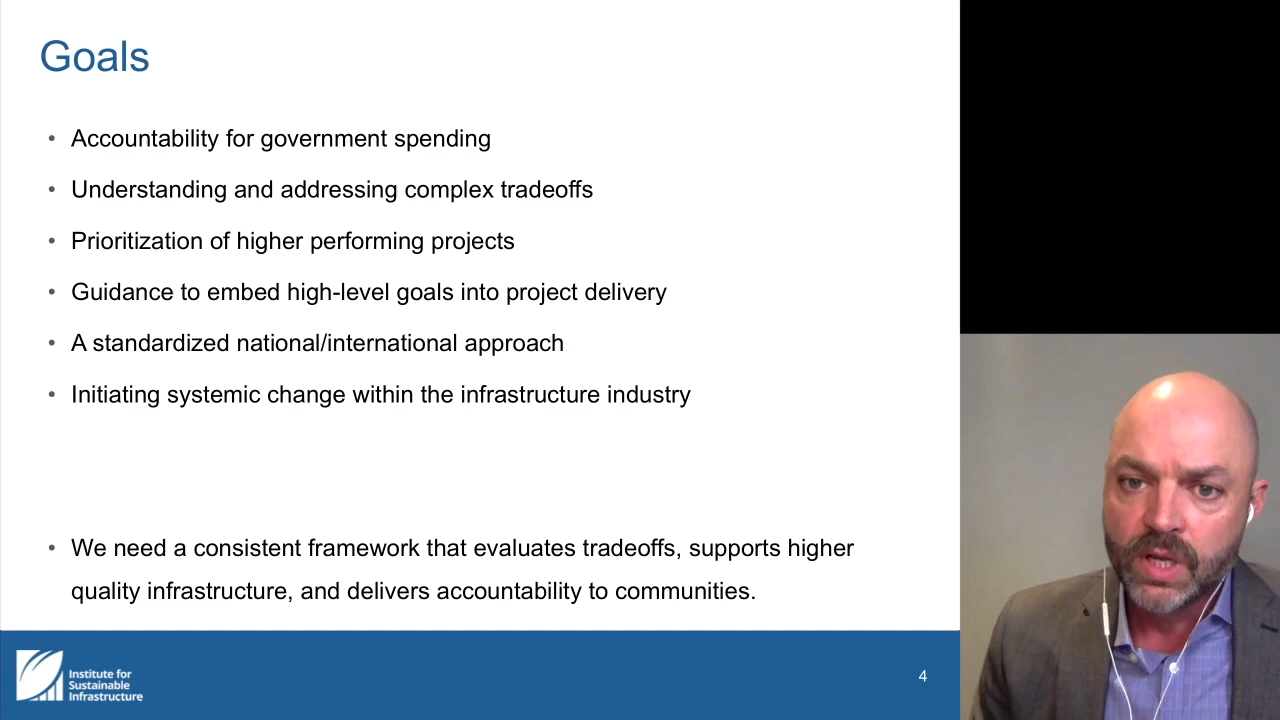 Goals
• Accountability for government spending
• Understanding and addressing complex tradeoffs
• Prioritization of higher performing projects
• Guidance to embed high-level goals into project delivery
• A standardized national/international approach
• Initiating systemic change within the infrastructure industry
• We need a consistent framework that evaluates tradeoffs, supports higher
quality infrastructure, and delivers accountability to communities.
Institute for
Sustainable
Infrastructure
4